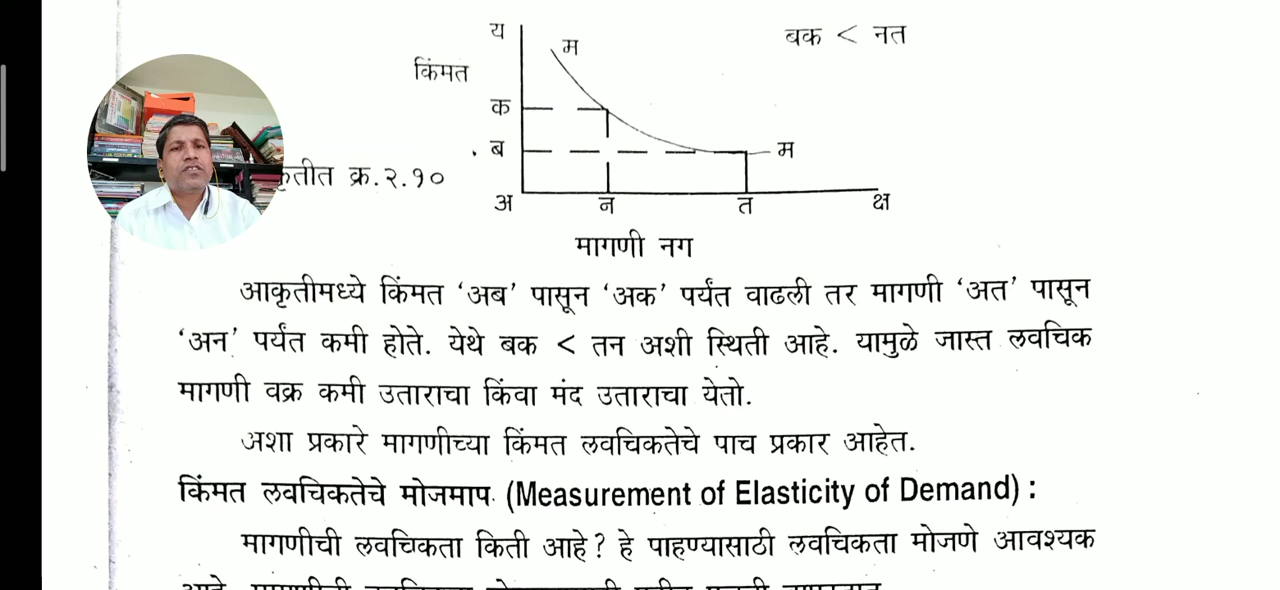 य
म
बक < नत
किंमत
क
ब
म
कृतीत क्र.२.१०
अ न त क्ष
मागणी नग
आकृतीमध्ये किंमत ‘अब’ पासून ‘अक’ पर्यंत वाढली तर मागणी ‘अत’ पासून
‘अन’ पर्यंत कमी होते. येथे बक < तन अशी स्थिती आहे. यामुळे जास्त लवचिक
मागणी वक्र कमी उताराचा किंवा मंद उताराचा येतो.
अशा प्रकारे मागणीच्या किंमत लवचिकतेचे पाच प्रकार आहेत.
किंमत लवचिकतेचे मोजमाप (Measurement of Elasticity of Demand) :
मागणीची लवचिकता किती आहे? हे पाहण्यासाठी लवचिकता मोजणे आवश्यक